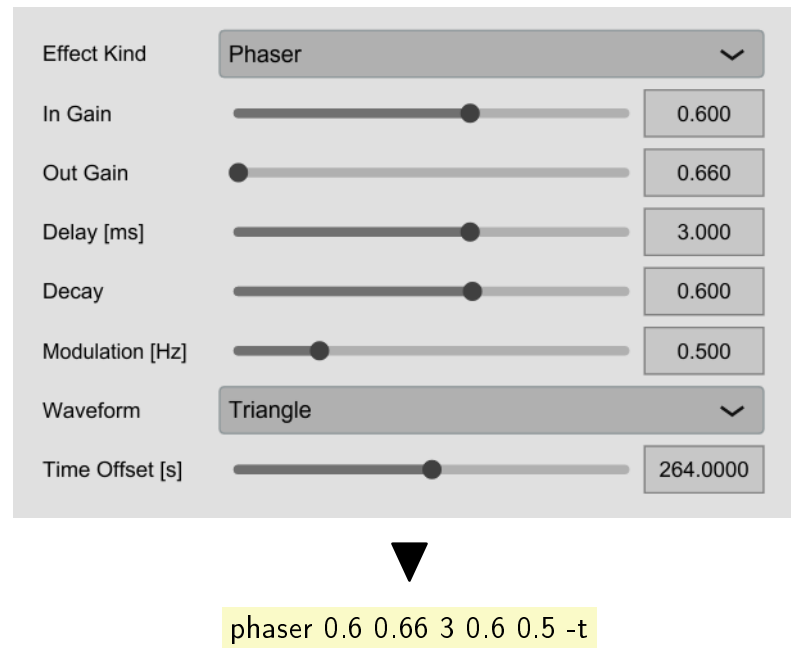 Effect Kind Phaser
In Gain 0.600
Out Gain 0.660
Delay [ms] 3.000
Decay 0.600
Modulation [Hz] 0.500
Waveform Triangle
Time Offset [s] 264.0000
phaser 0.6 0.66 3 0.6 0.5 -t